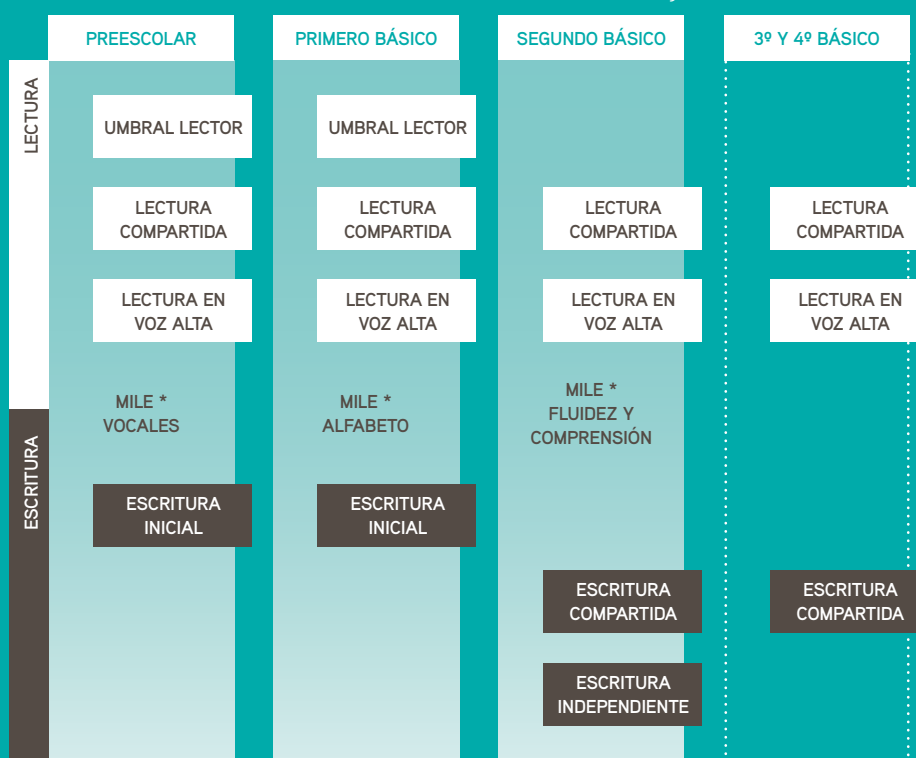 PREESCOLAR
PRIMERO BÁSICO
SEGUNDO BÁSICO
3º Y 4º BÁSICO
LECTURA
UMBRAL LECTOR
UMBRAL LECTOR
LECTURA
COMPARTIDA
LECTURA
COMPARTIDA
LECTURA
COMPARTIDA
LECTURA
COMPARTIDA
LECTURA EN
VOZ ALTA
LECTURA EN
VOZ ALTA
LECTURA EN
VOZ ALTA
LECTURA EN
VOZ ALTA
MILE *
VOCALES
MILE *
ALFABETO
MILE *
FLUIDEZ Y
COMPRENSIÓN
ESCRITURA
ESCRITURA
INICIAL
ESCRITURA
INICIAL
ESCRITURA
COMPARTIDA
ESCRITURA
COMPARTIDA
ESCRITURA
INDEPENDIENTE